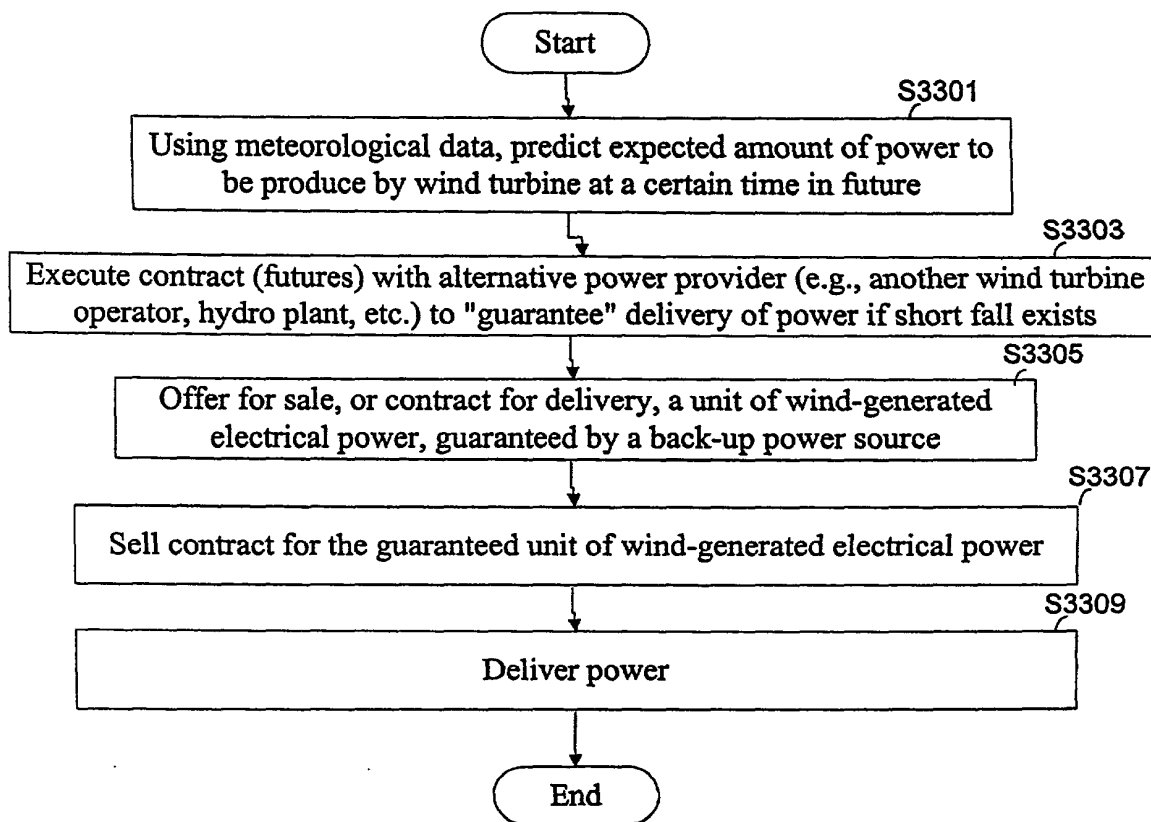 Start
S3301
Using meteorological data, predict expected amount of power to
be produce by wind turbine at a certain time in future
S3303
Execute contract (futures) with alternative power provider (e.g., another wind turbine
operator, hydro plant, etc.) to "guarantee" delivery of power if short fall exists
S3305
Offer for sale, or contract for delivery, a unit of wind-generated
electrical power, guaranteed by a back-up power source
S3307
Sell contract for the guaranteed unit of wind-generated electrical power
S3309
Deliver power
End